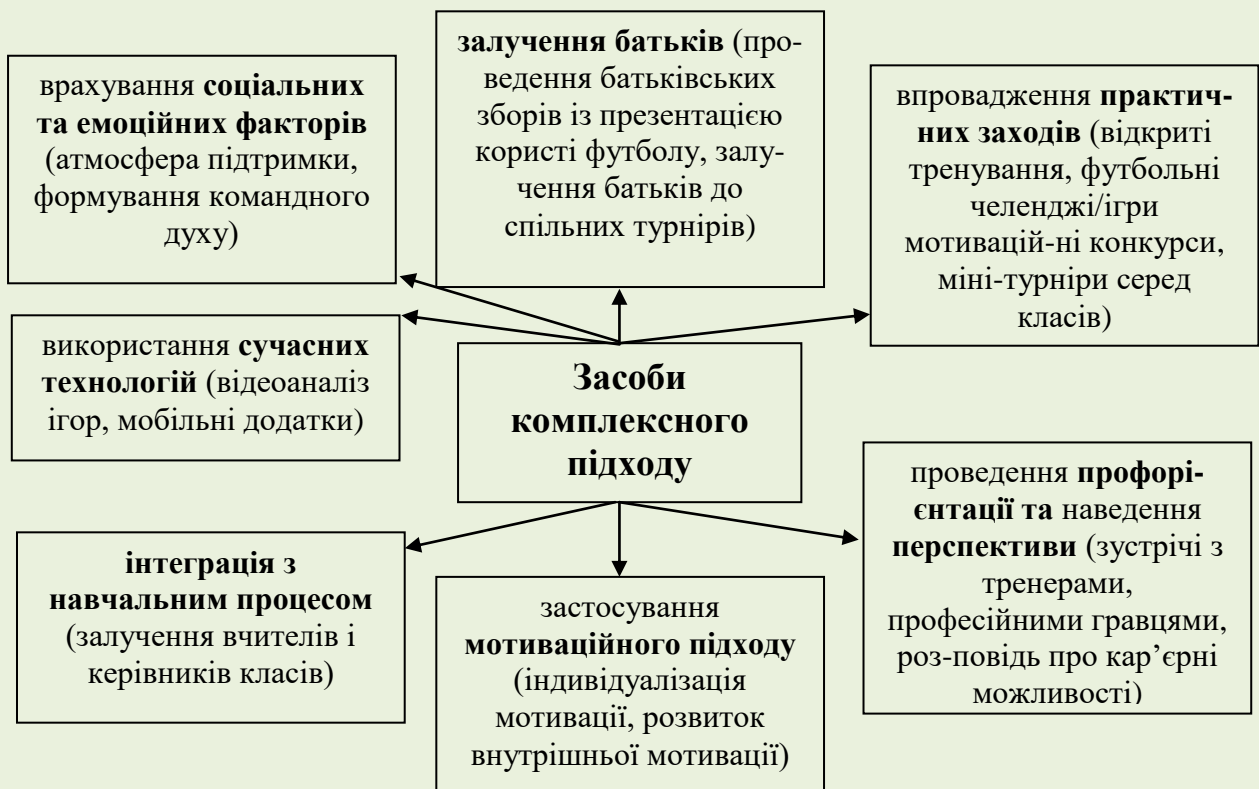 врахування соціальних
та емоційних факторів
(атмосфера підтримки,
формування командного
духу)
залучення батьків (про-
ведення батьківських
зборів із презентацією
користі футболу, залу-
чення батьків до
спільних турнірів)
впровадження практич-
них заходів (відкриті
тренування, футбольні
челенджі/ігри
мотивацій-ні конкурси,
міні-турніри серед
класів)
використання сучасних
технологій (відеоаналіз
ігор, мобільні додатки)
Засоби
комплексного
підходу
інтеграція з
навчальним процесом
(залучення вчителів і
керівників класів)
застосування
мотиваційного підходу
(індивідуалізація
мотивації, розвиток
внутрішньої мотивації)
проведення профорі-
єнтації та наведення
перспективи (зустрічі з
тренерами,
професійними гравцями,
роз-повідь про кар’єрні
можливості)